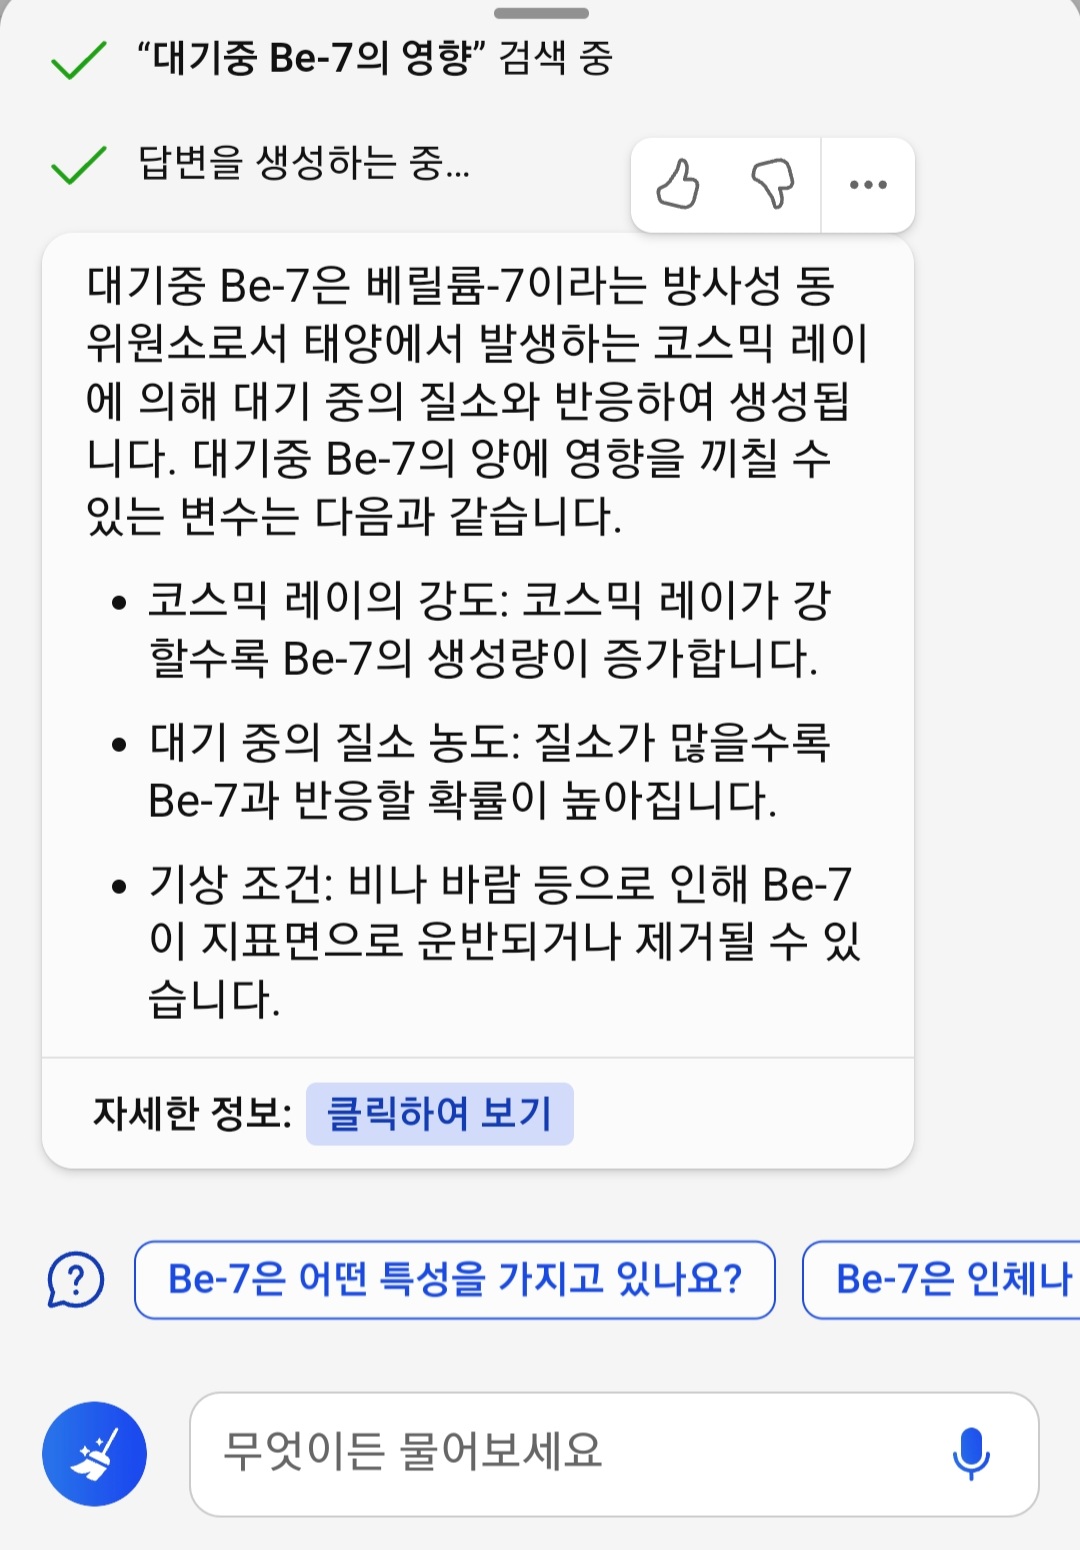 “대기중 Be-7의 영향” 검색 중
답변을 생성하는 중...
대기중 Be-7은 베릴륨-7이라는 방사성 동
위원소로서 태양에서 발생하는 코스믹 레이
에 의해 대기 중의 질소와 반응하여 생성됩
니다. 대기중 Be-7의 양에 영향을 끼칠 수
있는 변수는 다음과 같습니다.
• 코스믹 레이의 강도: 코스믹 레이가 강
할수록 Be-7의 생성량이 증가합니다.
• 대기 중의 질소 농도: 질소가 많을수록
Be-7과 반응할 확률이 높아집니다.
• 기상 조건: 비나 바람 등으로 인해 Be-7
이 지표면으로 운반되거나 제거될 수 있
습니다.
자세한 정보: 클릭하여 보기
Be-7은 어떤 특성을 가지고 있나요? Be-7은 인체나
무엇이든 물어보세요